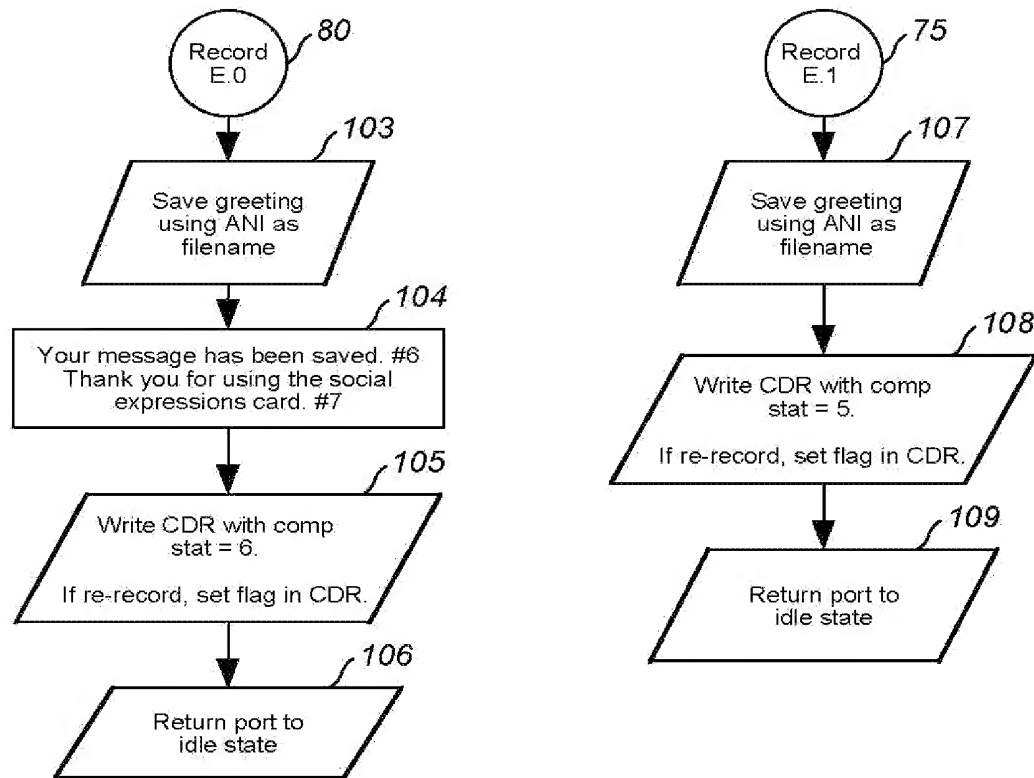 80
Record
E.0
103
Save greeting
using ANI as
filename
104
Your message has been saved. #6
Thank you for using the social
expressions card. #7
105
Write CDR with comp
stat = 6.
If re-record, set flag in CDR.
106
Return port to
idle state
75
Record
E.1
107
Save greeting
using ANI as
filename
108
Write CDR with comp
stat = 5.
If re-record, set flag in CDR.
109
Return port to
idle state